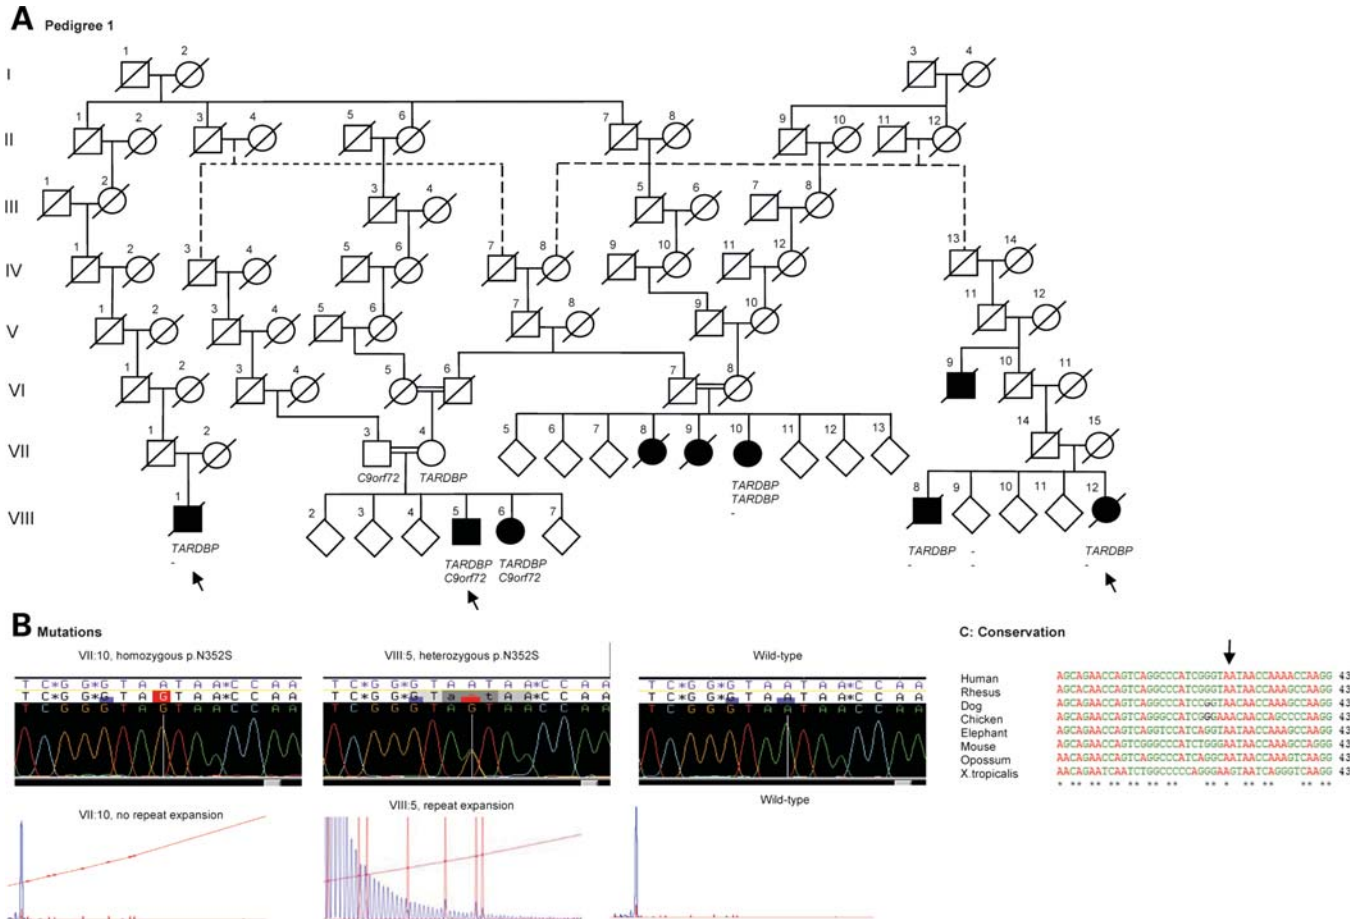 A Pedigree 1
1 2 3 4
I
1 2 3 4 5 6 7 8 9 10 11 12
II
1 2 3 4 5 6 7 8
III
1 2 3 4 5 6 7 8 9 10 11 12 13 14
IV
1 2 3 4 5 6 7 8 9 10 11 12
V
1 2 3 4 5 6 7 8 9 10 11
VI
1 2 3 4 5 6 7 8 9 10 11 12 13 14 15
VII
C9orf72 TARDBP
TARDBP
TARDBP
-
1 2 3 4 5 6 7 8 9 10 11 12
VIII
TARDBP
-
TARDBP TARDBP
C9orf72 C9orf72
TARDBP - TARDBP
- - -
B Mutations
VII:10, homozygous p.N352S
T C * G G * G T A A T A A * C C A A
T C * G G * G T A G T A A * C C A A
T C G G G T A G T A A C C A A
VIII:5, heterozygous p.N352S
T C * G G * G T A A T A A * C C A A
Wild-type
T C * G G * G T A A T A A * C C A A
T C * G G * G T A A T A A * C C A A
T C G G G T A A T A A C C A A
VII:10, no repeat expansion
VIII:5, repeat expansion
Wild-type
C: Conservation
Human AGCAGAACCAGTCAGGCCCATCGGGTAATAACCAAAACCAAGG 43
Rhesus
Dog
Chicken
Elephant
Mouse
Opossum
X.tropicalis